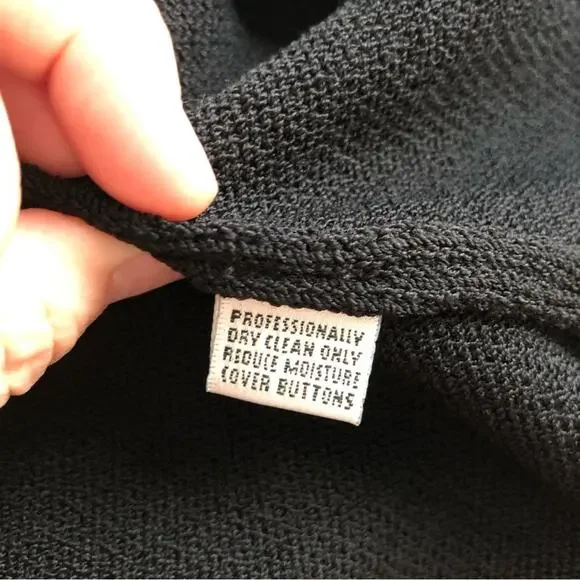 PROFESSIONALLY
DRY CLEAN ONLY
REDUCE MOISTURE
COVER BUTTONS